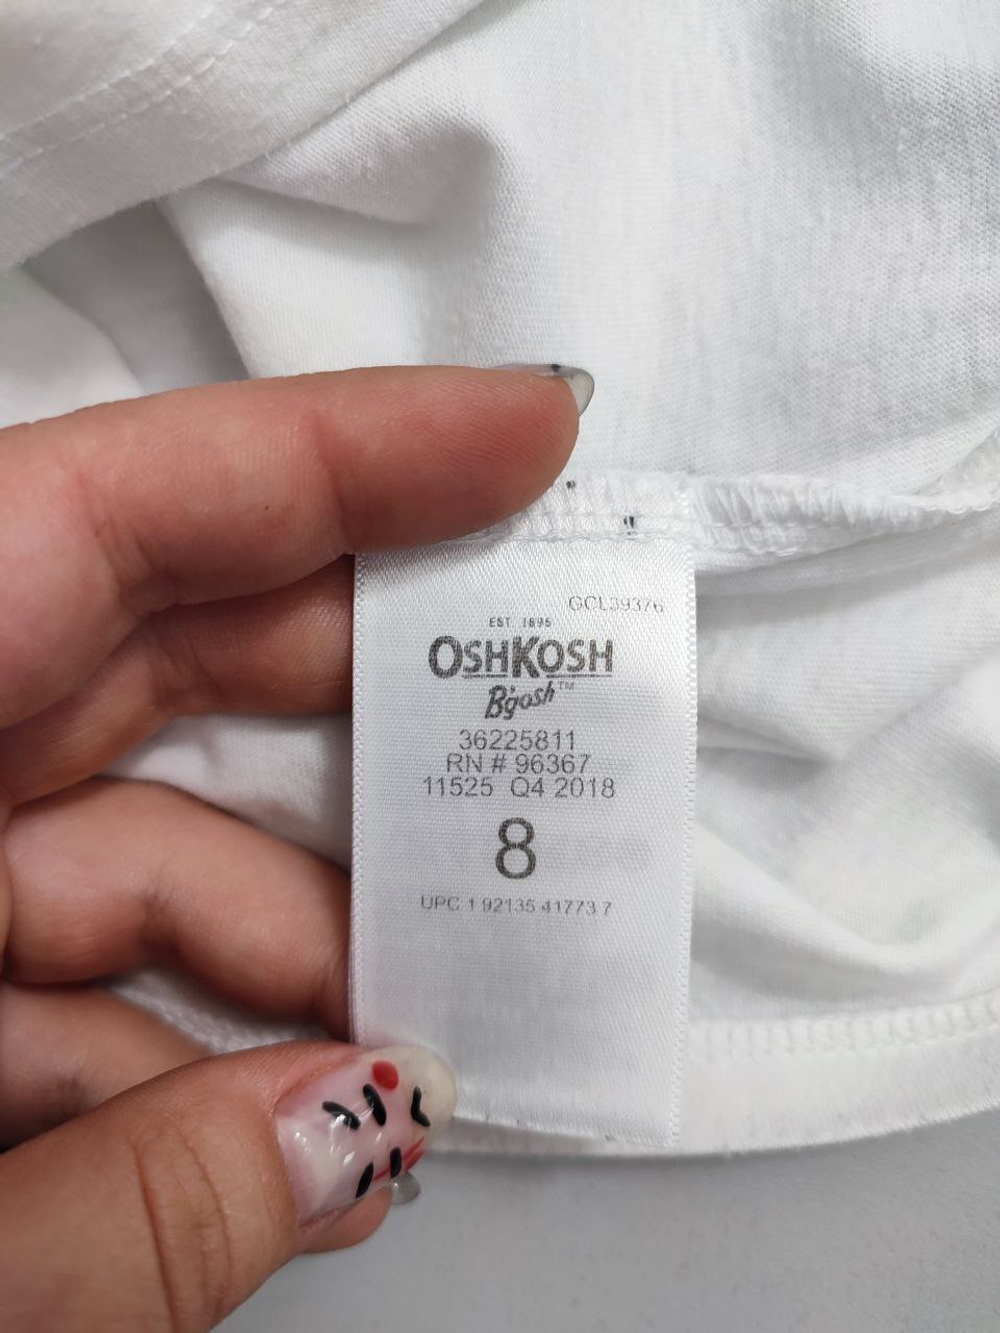 GCL39376
EST 1895
OSHKOSH
B'gosh™
36225811
RN # 96367
11525 Q4 2018
8
UPC 1 92135 41773 7